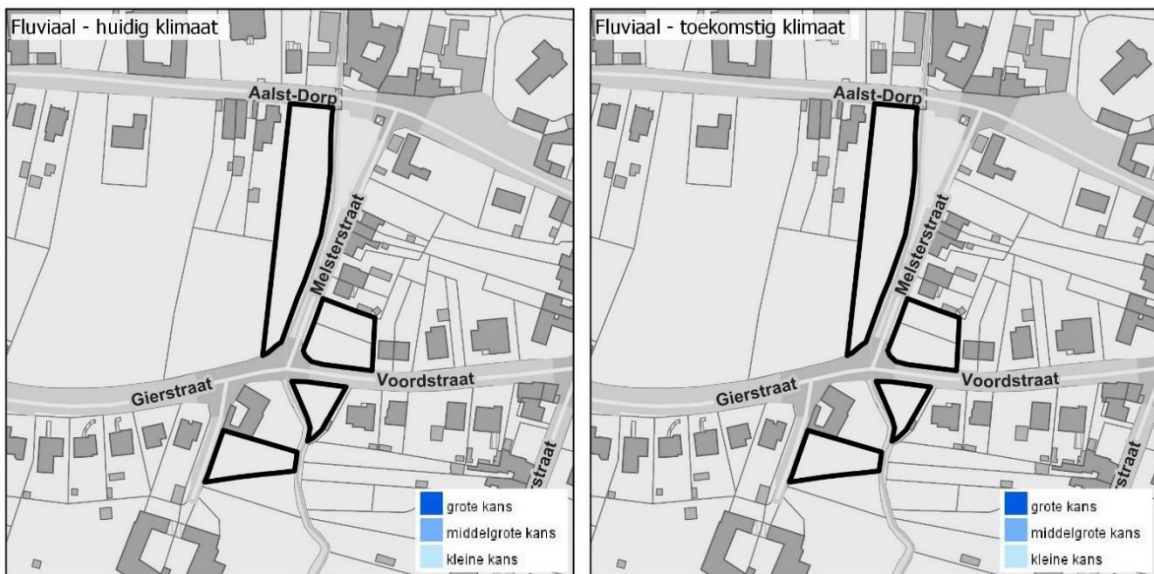 Fluviaal - huidig klimaat
Aalst-Dorp
Melsterstraat
Gierstraat
Voordstraat
grote kans
middelgrote kans
kleine kans
Fluviaal - toekomstig klimaat
Aalst-Dorp
Melsterstraat
Gierstraat
Voordstraat
grote kans
middelgrote kans
kleine kans